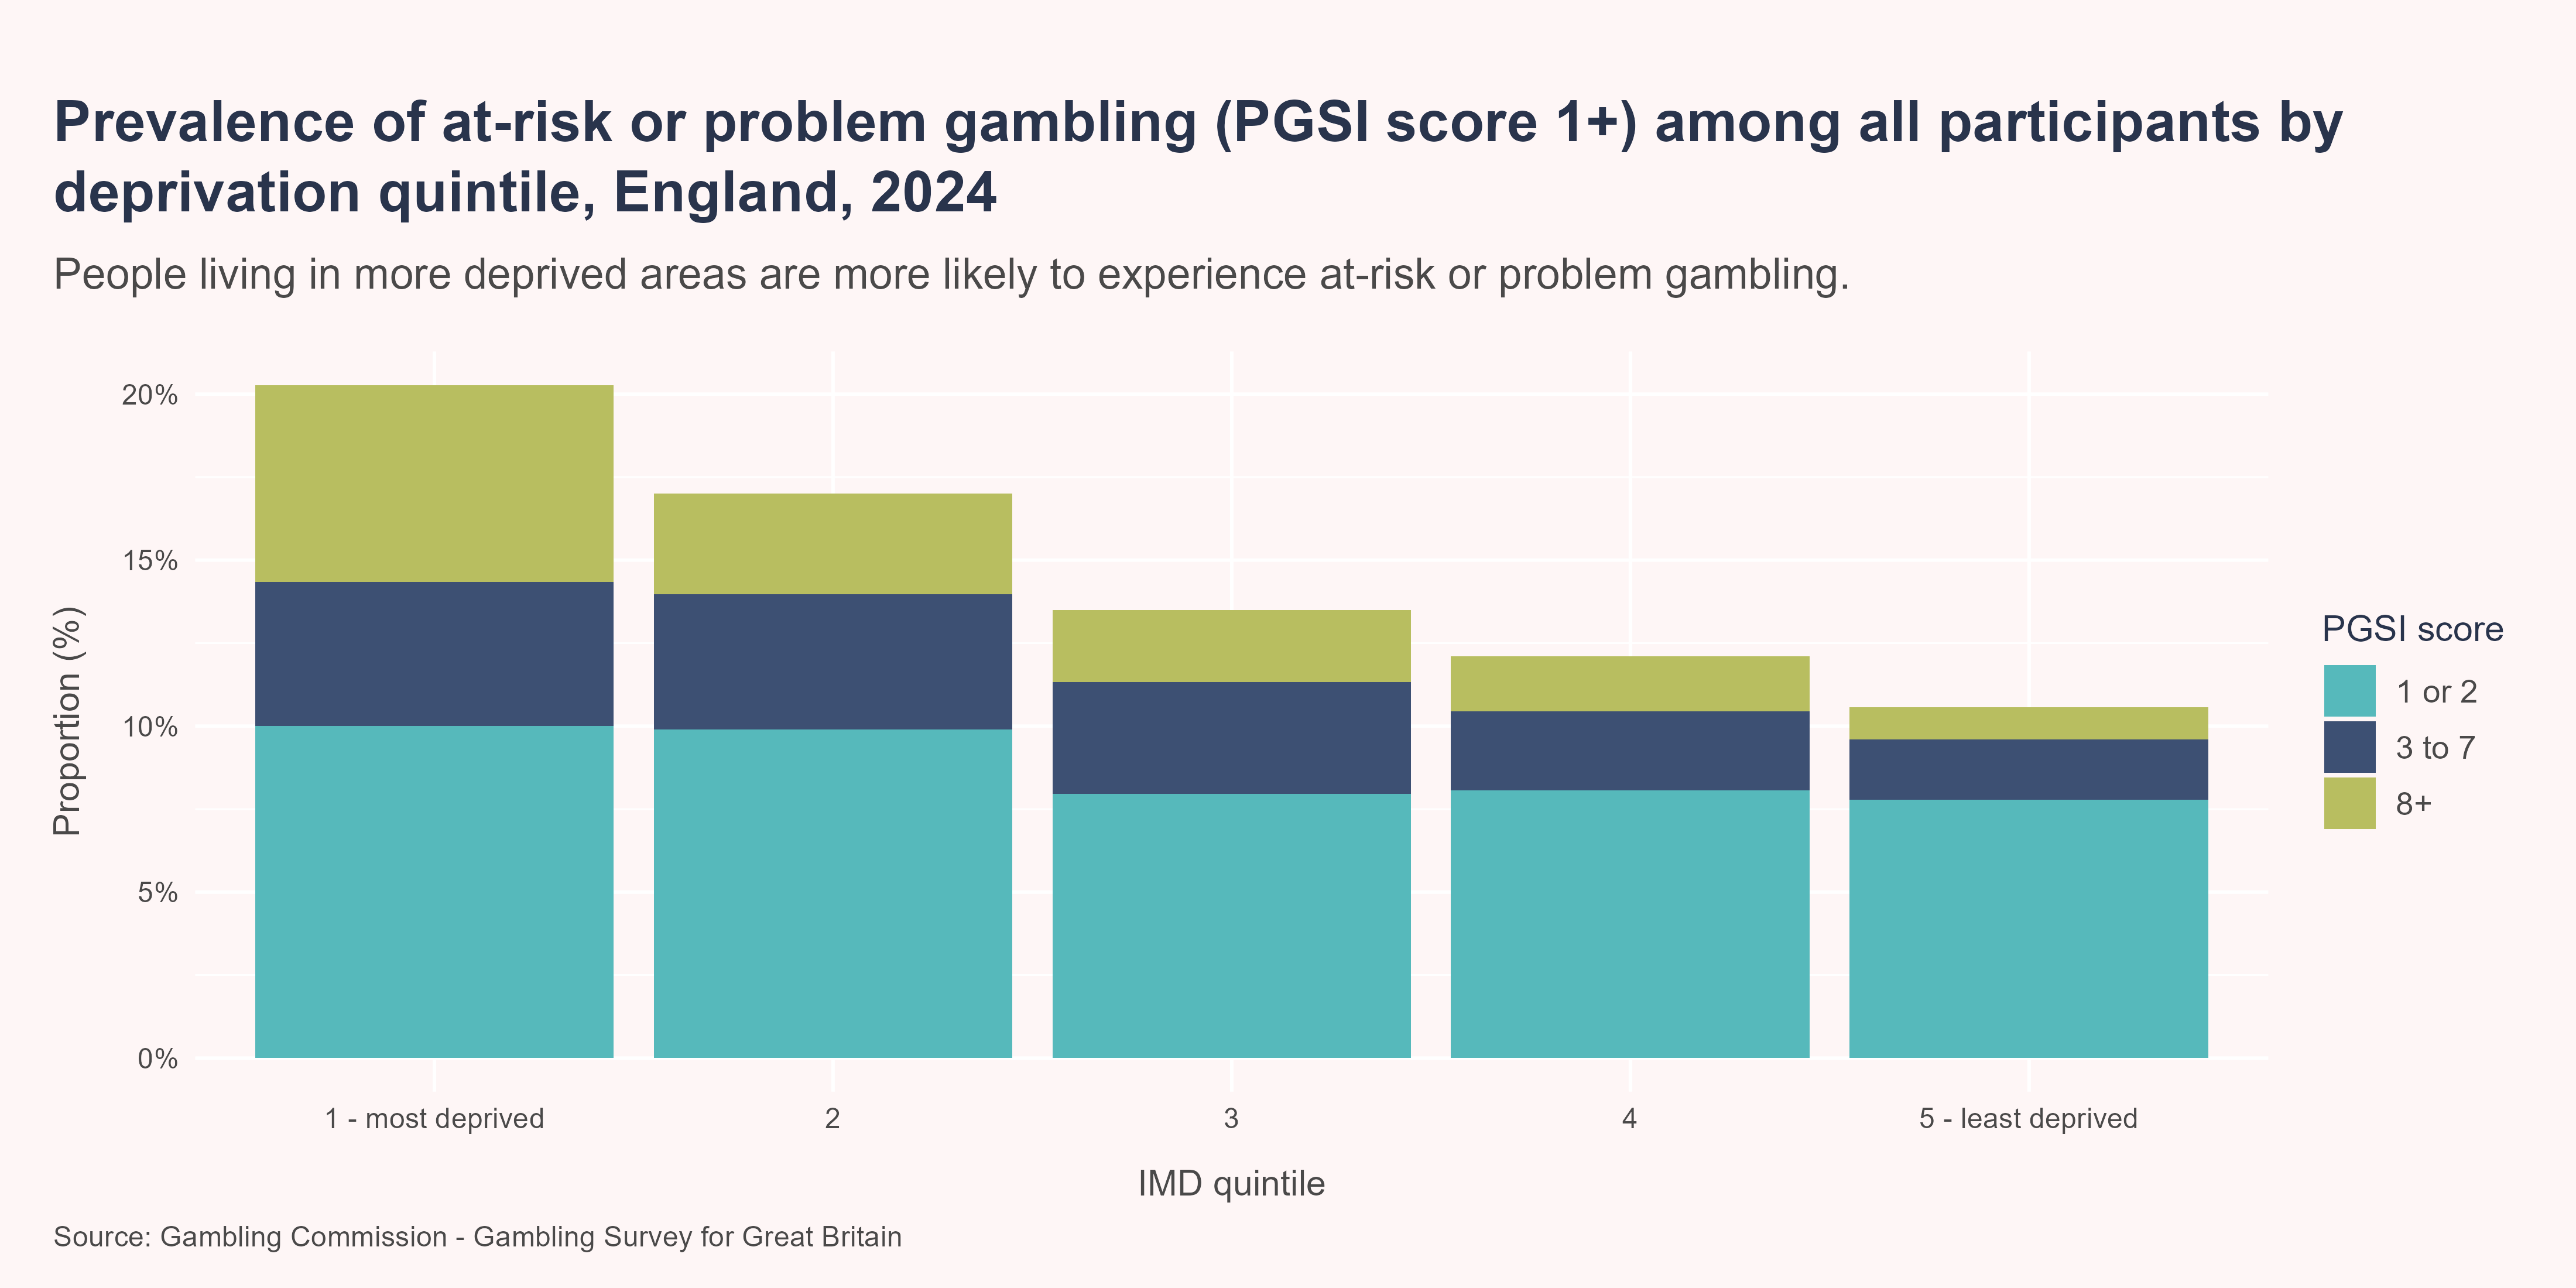 Prevalence of at-risk or problem gambling (PGSI score 1+) among all participants by
deprivation quintile, England, 2024
People living in more deprived areas are more likely to experience at-risk or problem gambling.
20%
15%
10%
5%
0%
Proportion (%)
1 - most deprived
2
3
4
5 - least deprived
IMD quintile
PGSI score
1 or 2
3 to 7
8+
Source: Gambling Commission - Gambling Survey for Great Britain